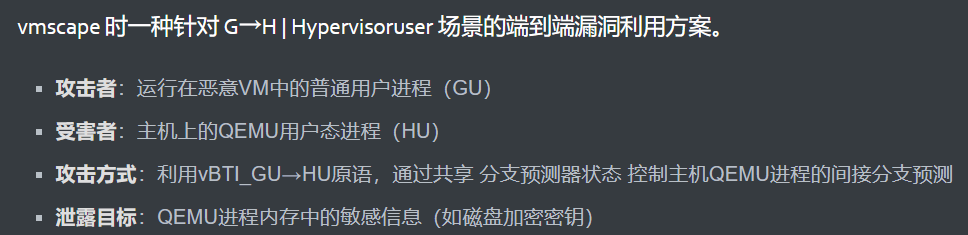 vmscape 时一种针对 G→H | Hypervisoruser 场景的端到端漏洞利用方案。
▪ 攻击者：运行在恶意VM中的普通用户进程（GU）
▪ 受害者：主机上的QEMU用户态进程（HU）
▪ 攻击方式：利用vBTI_GU→HU原语，通过共享 分支预测器状态 控制主机QEMU进程的间接分支预测
▪ 泄露目标：QEMU进程内存中的敏感信息（如磁盘加密密钥）